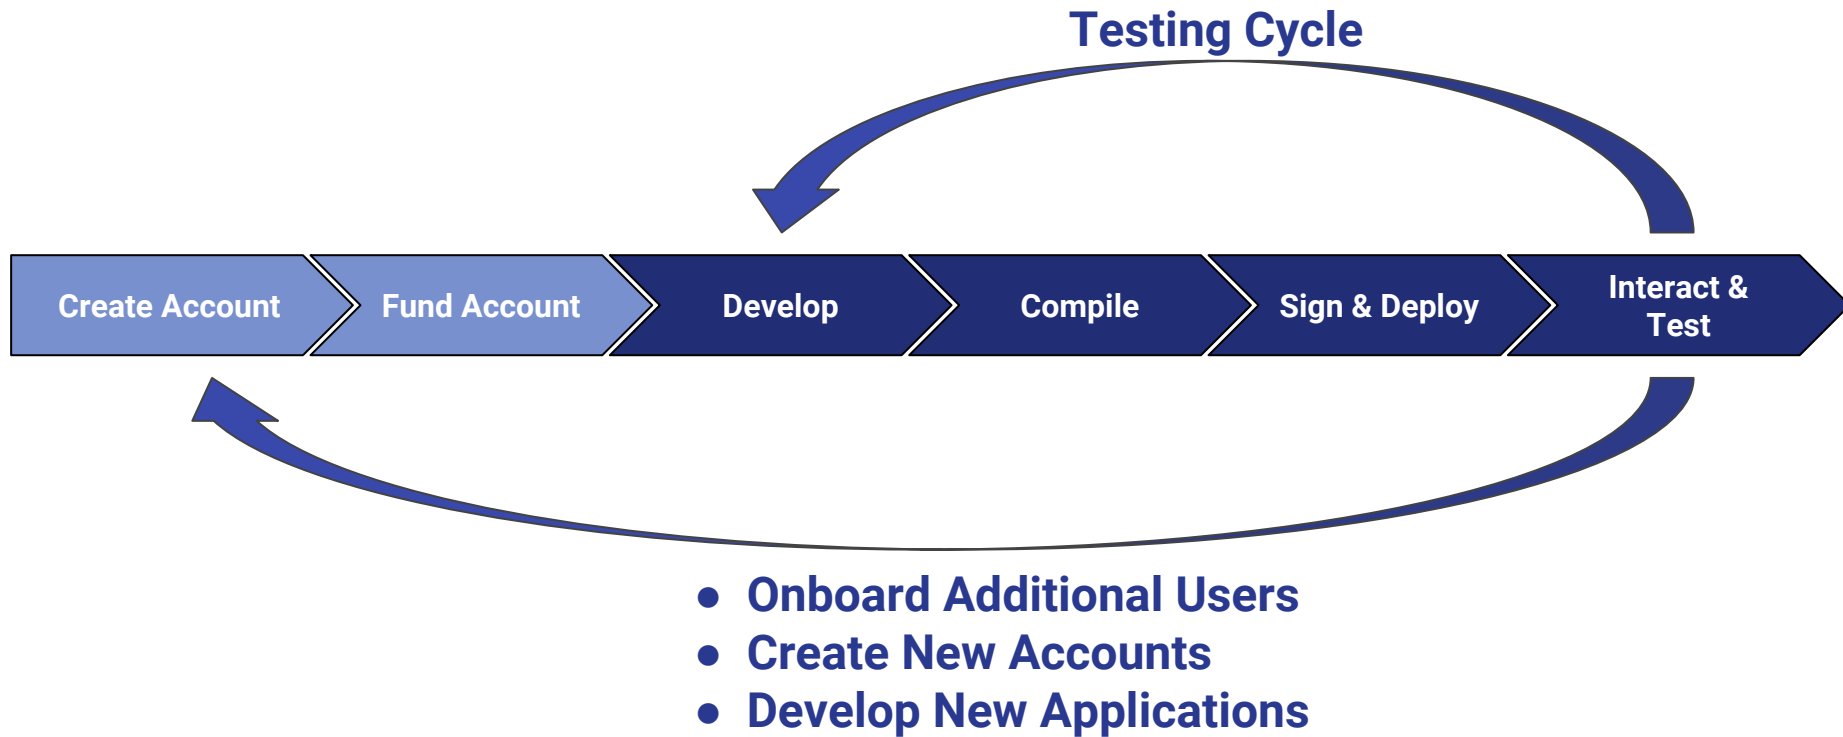 Testing Cycle
Create Account
Fund Account
Develop
Compile
Sign & Deploy
Interact &
Test
● Onboard Additional Users
● Create New Accounts
● Develop New Applications